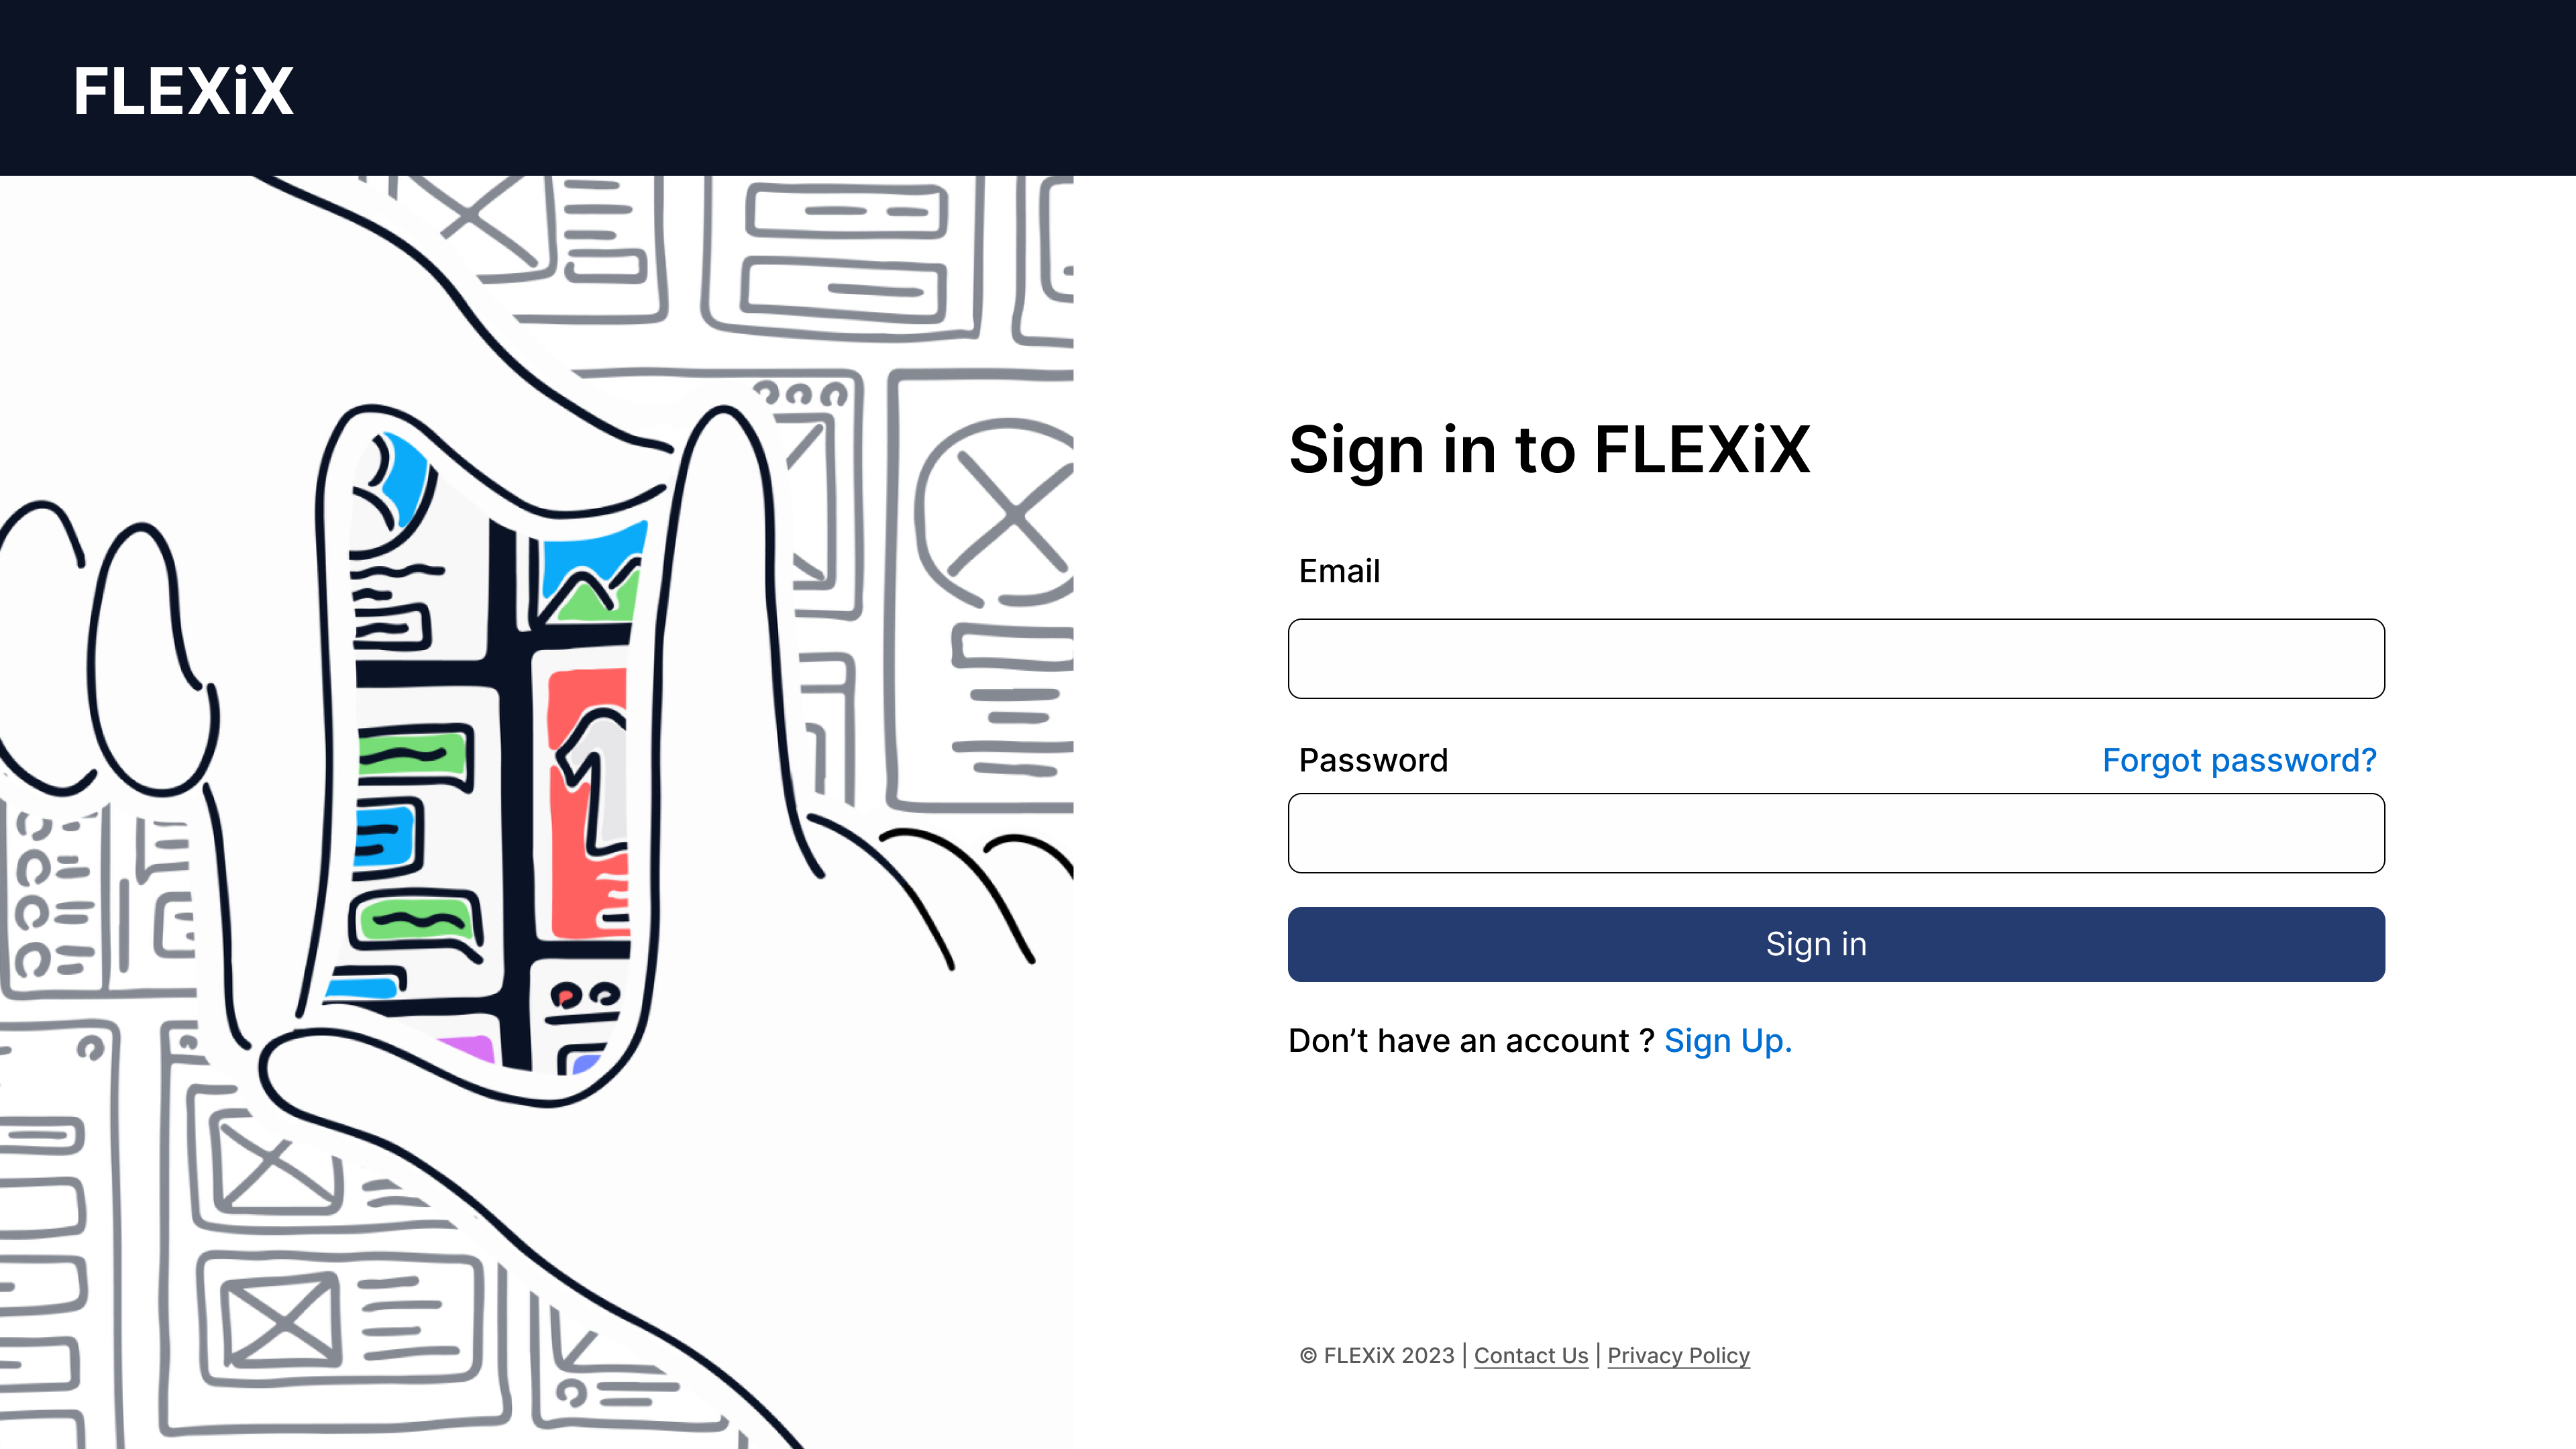 FLEXiX
Sign in to FLEXiX
Email
Password
Forgot password?
Sign in
Don’t have an account ? Sign Up.
© FLEXiX 2023 | Contact Us | Privacy Policy
1